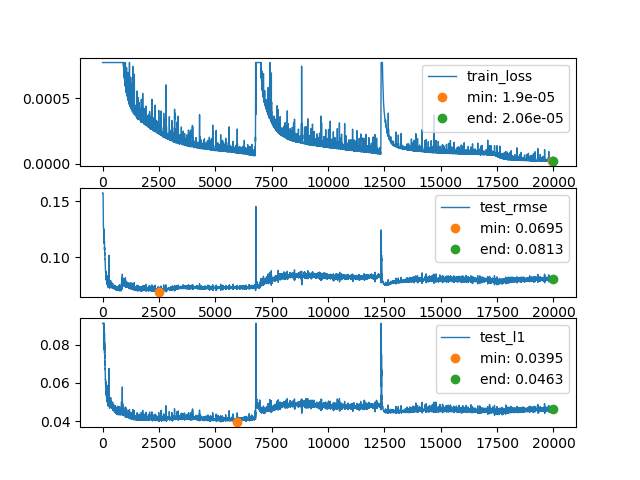 0.0005
0.0000
train_loss
min: 1.9e-05
end: 2.06e-05
0 2500 5000 7500 10000 12500 15000 17500 20000
0.15
0.10
test_rmse
min: 0.0695
end: 0.0813
0 2500 5000 7500 10000 12500 15000 17500 20000
0.08
0.06
0.04
test_l1
min: 0.0395
end: 0.0463
0 2500 5000 7500 10000 12500 15000 17500 20000